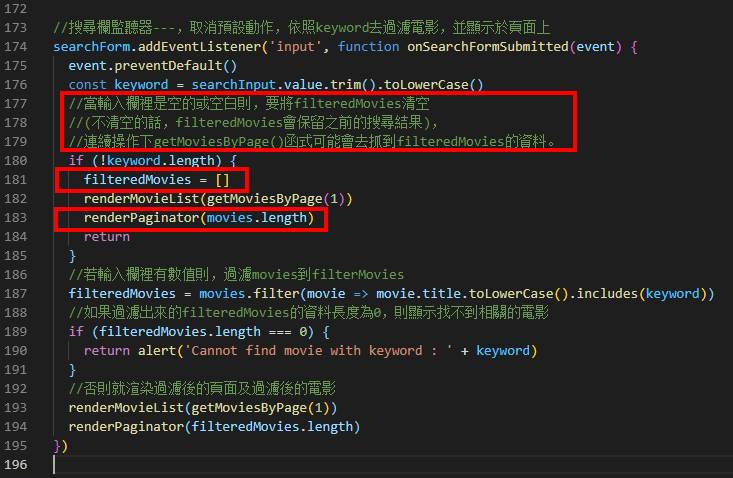 172
173 //搜尋欄監聽器---,取消預設動作,依照keyword去過濾電影,並顯示於頁面上
174 searchForm.addEventListener('input', function onSearchFormSubmitted(event) {
175 event.preventDefault()
176 const keyword = searchInput.value.trim().toLowerCase()
177 //當輸入欄裡是空的或空白則,要將filteredMovies清空
178 //(不清空的話,filteredMovies會保留之前的搜尋結果),
179 //連續操作下getMoviesByPage()函式可能會去抓到filteredMovies的資料。
180 if (!keyword.length) {
181 filteredMovies = []
182 renderMovieList(getMoviesByPage(1))
183 renderPaginator(movies.length)
184 return
185 }
186 //若輸入欄裡有數值則,過濾movies到filterMovies
187 filteredMovies = movies.filter(movie => movie.title.toLowerCase().includes(keyword))
188 //如果過濾出來的filteredMovies的資料長度為0,則顯示找不到相關的電影
189 if (filteredMovies.length === 0) {
190 return alert('Cannot find movie with keyword : ' + keyword)
191 }
192 //否則就渲染過濾後的頁面及過濾後的電影
193 renderMovieList(getMoviesByPage(1))
194 renderPaginator(filteredMovies.length)
195 })
196